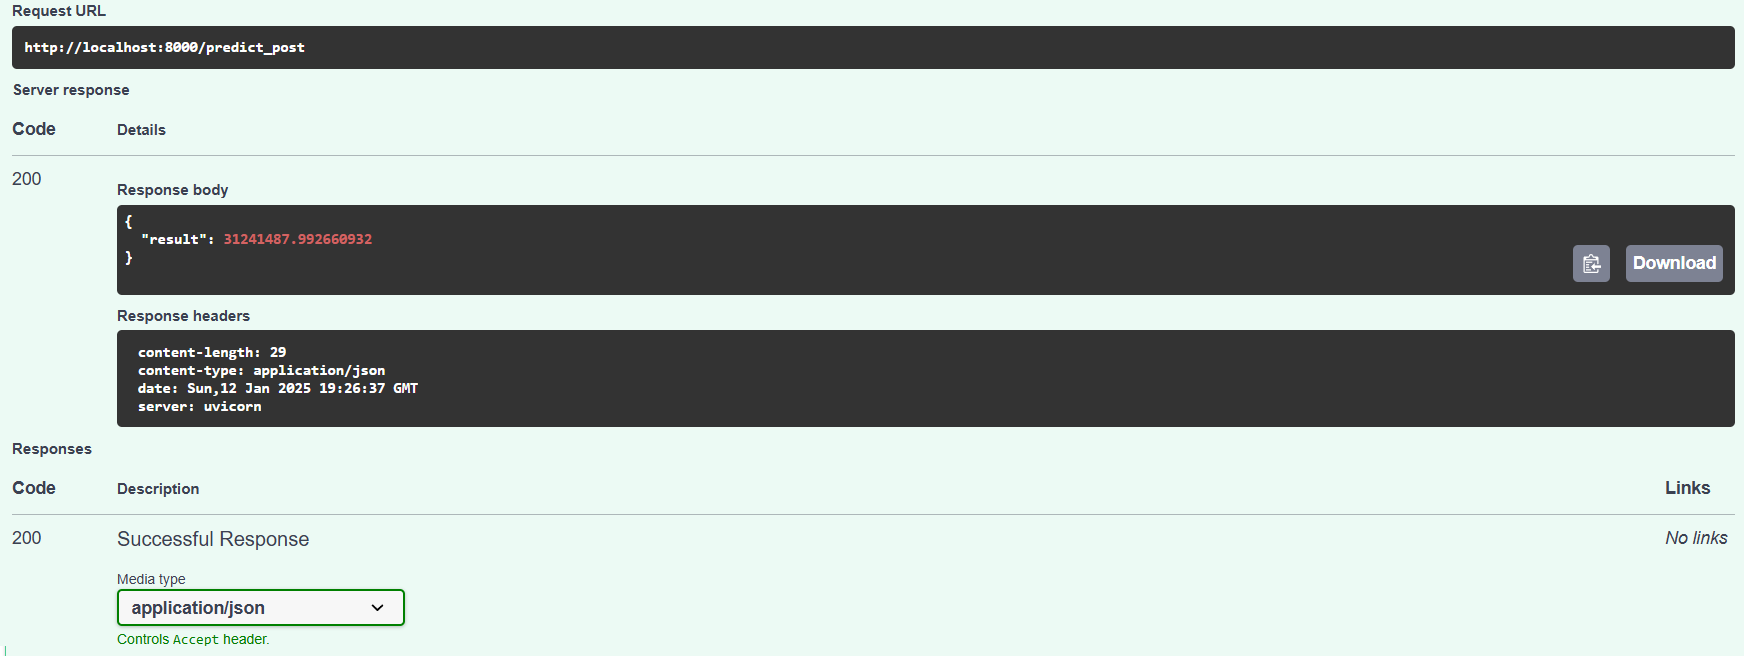 Request URL
http://localhost:8000/predict_post
Server response
Code Details
200
Response body
{
"result": 31241487.992660932
}
Download
Response headers
content-length: 29
content-type: application/json
date: Sun,12 Jan 2025 19:26:37 GMT
server: uvicorn
Responses
Code Description Links
200 Successful Response No links
Media type
application/json
Controls Accept header.